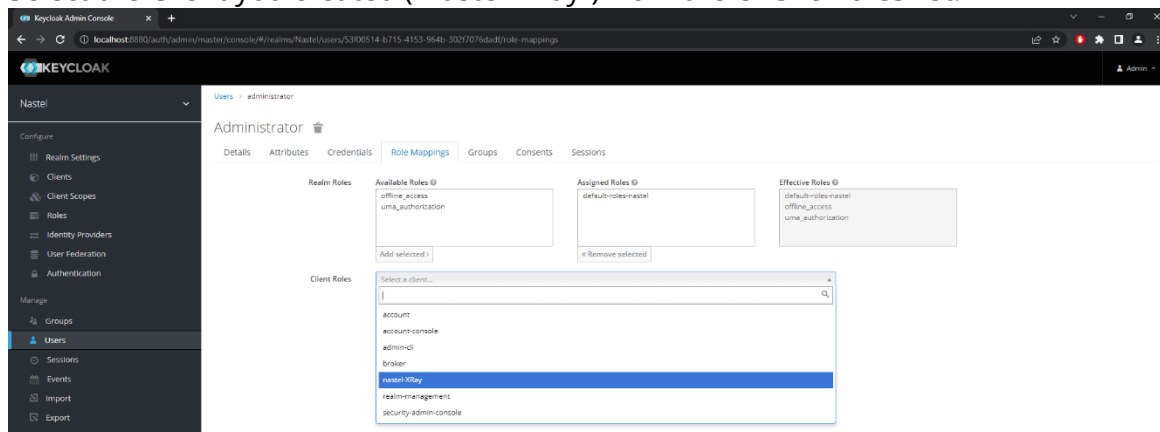 Keycloak Admin Console
localhost:8080/auth/admin/master/console/#/realms/Nastel/users/53f00514-b715-4153-964b-302f7076dadf/role-mappings
KEYCLOAK
Admin
Nastel
Users > administrator
Administrator
Details Attributes Credentials Role Mappings Groups Consents Sessions
Configure
Realm Settings
Clients
Client Scopes
Roles
Identity Providers
User Federation
Authentication
Manage
Groups
Users
Sessions
Events
Import
Export
Realm Roles
Available Roles
offline_access
uma_authorization
Add selected >
Assigned Roles
default-roles-nastel
« Remove selected
Effective Roles
default-roles-nastel
offline_access
uma_authorization
Client Roles
Select a client...
account
account-console
admin-cli
broker
nastel-XRay
realm-management
security-admin-console